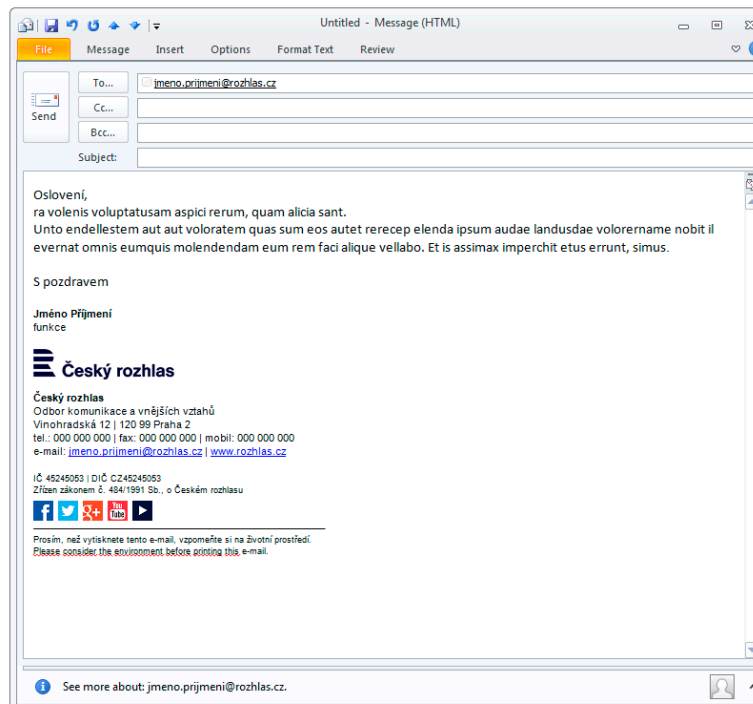 Untitled - Message (HTML)
File Message Insert Options Format Text Review
To... jmeno.prijmeni@rozhlas.cz
Send
Cc...
Bcc...
Subject:
Oslovení,
ra volenis voluptatusam aspici rerum, quam alicia sant.
Unto endellestem aut aut voloratem quas sum eos autet rerecep elenda ipsum audae landusdae volorername nobit il
evernat omnis eumquis molendendam eum rem faci alique vellabo. Et is assimax imperchit etus errunt, simus.
S pozdravem
Jméno Příjmení
funkce
Český rozhlas
Český rozhlas
Odbor komunikace a vnějších vztahů
Vinohradská 12 | 120 99 Praha 2
tel.: 000 000 000 | fax: 000 000 000 | mobil: 000 000 000
e-mail: jmeno.prijmeni@rozhlas.cz | www.rozhlas.cz
IČ 45245053 | DIČ CZ45245053
Zřízen zákonem č. 484/1991 Sb., o Českém rozhlasu
f g+ You Tube
Prosím, než vytisknete tento e-mail, vzpomeňte si na životní prostředí.
Please consider the environment before printing this e-mail.
See more about: jmeno.prijmeni@rozhlas.cz.